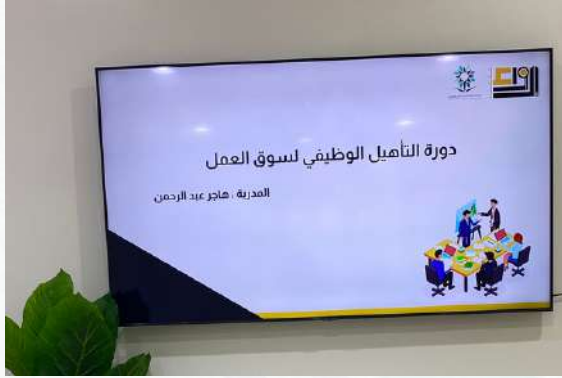 دورة التأهيل الوظيفي لسوق العمل
المدربة : هاجر عبد الرحمن